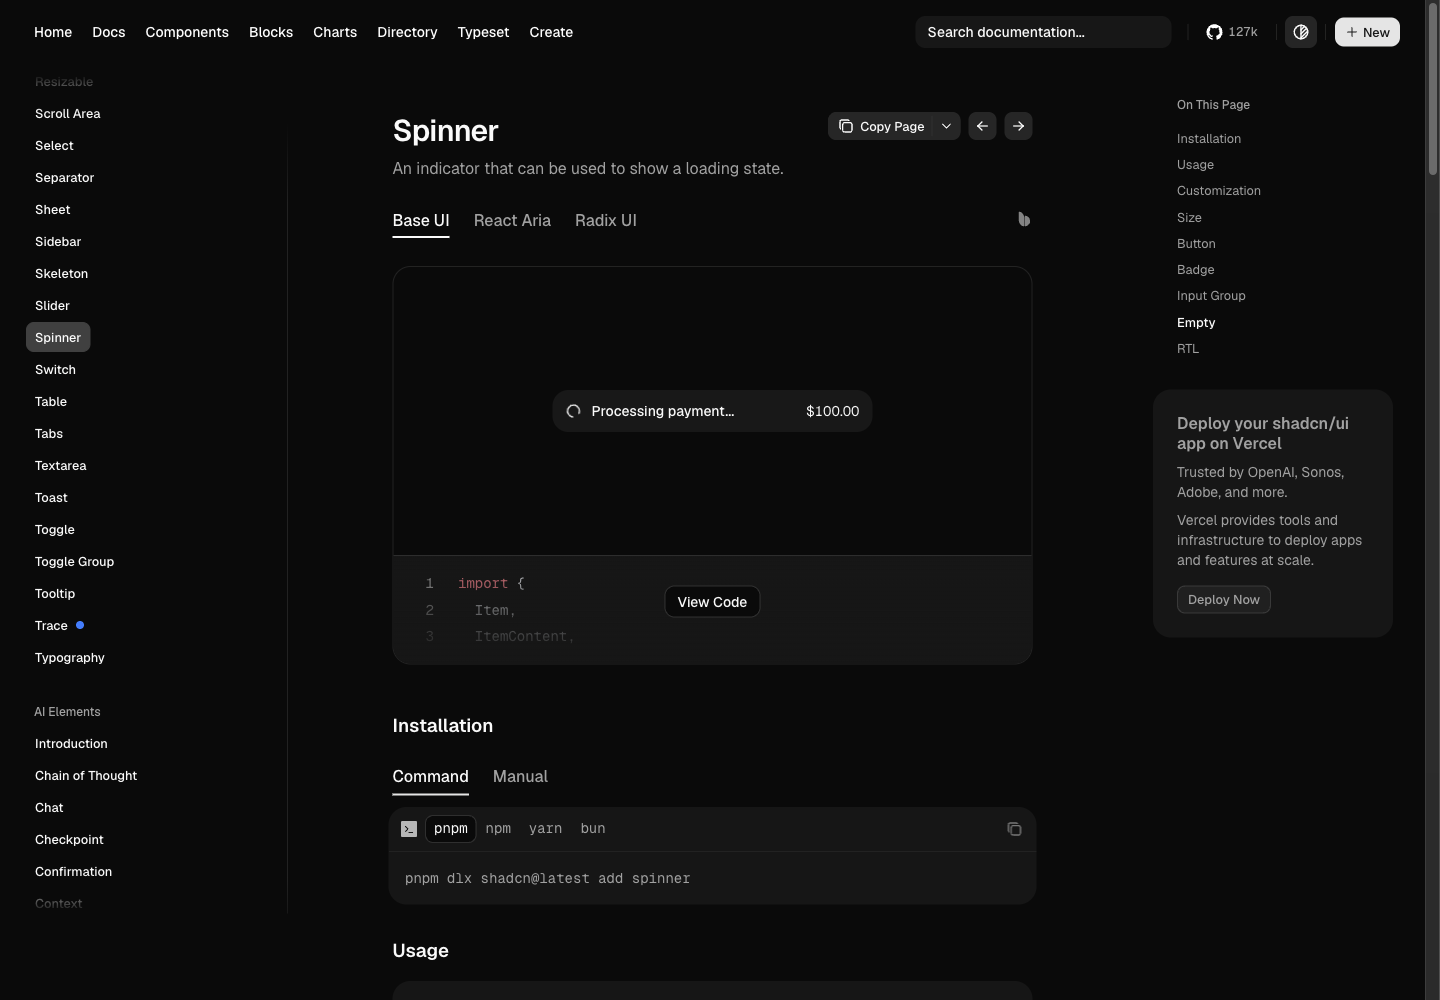 Home Docs Components Blocks Charts Directory Typeset Create
Search documentation...
127k
New
Resizable
Scroll Area
Select
Separator
Sheet
Sidebar
Skeleton
Slider
Spinner
Switch
Table
Tabs
Textarea
Toast
Toggle
Toggle Group
Tooltip
Trace
Typography
AI Elements
Introduction
Chain of Thought
Chat
Checkpoint
Confirmation
Context
Spinner
Copy Page
An indicator that can be used to show a loading state.
Base UI React Aria Radix UI
Processing payment... $100.00
1 import {
2 Item,
3 ItemContent,
View Code
Installation
Command Manual
pnpm npm yarn bun
pnpm dlx shadcn@latest add spinner
Usage
On This Page
Installation
Usage
Customization
Size
Button
Badge
Input Group
Empty
RTL
Deploy your shadcn/ui
app on Vercel
Trusted by OpenAI, Sonos,
Adobe, and more.
Vercel provides tools and
infrastructure to deploy apps
and features at scale.
Deploy Now